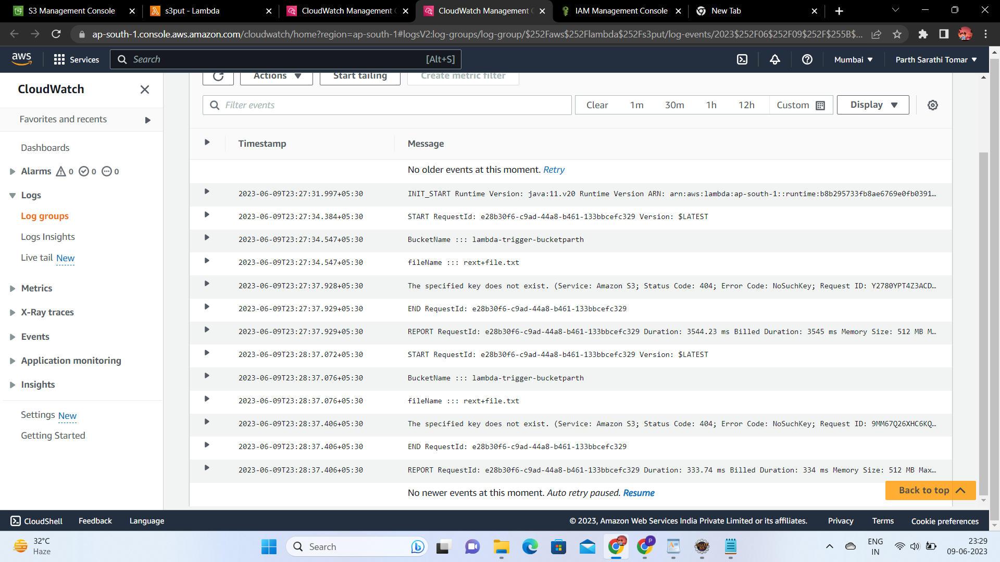 S3 Management Console
s3put - Lambda
CloudWatch Management C
CloudWatch Management C
IAM Management Console
New Tab
ap-south-1.console.aws.amazon.com/cloudwatch/home?region=ap-south-1#logsV2:log-groups/log-group/$252Faws$252Flambda$252Fs3put/log-events/2023$252F06$252F09$252F$255B$...
aws
Services
Search
[Alt+S]
Mumbai
Parth Sarathi Tomar
CloudWatch
Favorites and recents
Dashboards
Alarms 0 0 0
Logs
Log groups
Logs Insights
Live tail New
Metrics
X-Ray traces
Events
Application monitoring
Insights
Settings New
Getting Started
Actions
Start tailing
Create metric filter
Filter events
Clear 1m 30m 1h 12h Custom
Display
Timestamp Message
No older events at this moment. Retry
2023-06-09T23:27:31.997+05:30 INIT_START Runtime Version: java:11.v20 Runtime Version ARN: arn:aws:lambda:ap-south-1::runtime:b8b295733fb8ae6769e0fb0391...
2023-06-09T23:27:34.384+05:30 START RequestId: e28b30f6-c9ad-44a8-b461-133bbcefc329 Version: $LATEST
2023-06-09T23:27:34.547+05:30 BucketName ::: lambda-trigger-bucketparth
2023-06-09T23:27:34.547+05:30 fileName ::: rext+file.txt
2023-06-09T23:27:37.928+05:30 The specified key does not exist. (Service: Amazon S3; Status Code: 404; Error Code: NoSuchKey; Request ID: Y2780YPT4Z3ACD...
2023-06-09T23:27:37.929+05:30 END RequestId: e28b30f6-c9ad-44a8-b461-133bbcefc329
2023-06-09T23:27:37.929+05:30 REPORT RequestId: e28b30f6-c9ad-44a8-b461-133bbcefc329 Duration: 3544.23 ms Billed Duration: 3545 ms Memory Size: 512 MB M...
2023-06-09T23:28:37.072+05:30 START RequestId: e28b30f6-c9ad-44a8-b461-133bbcefc329 Version: $LATEST
2023-06-09T23:28:37.076+05:30 BucketName ::: lambda-trigger-bucketparth
2023-06-09T23:28:37.076+05:30 fileName ::: rext+file.txt
2023-06-09T23:28:37.406+05:30 The specified key does not exist. (Service: Amazon S3; Status Code: 404; Error Code: NoSuchKey; Request ID: 9MM67Q26XHC6KQ...
2023-06-09T23:28:37.406+05:30 END RequestId: e28b30f6-c9ad-44a8-b461-133bbcefc329
2023-06-09T23:28:37.406+05:30 REPORT RequestId: e28b30f6-c9ad-44a8-b461-133bbcefc329 Duration: 333.74 ms Billed Duration: 334 ms Memory Size: 512 MB Max...
No newer events at this moment. Auto retry paused. Resume
Back to top
CloudShell Feedback Language
© 2023, Amazon Web Services India Private Limited or its affiliates. Privacy Terms Cookie preferences
32°C
Haze
Search
P
ENG
IN
23:29
09-06-2023